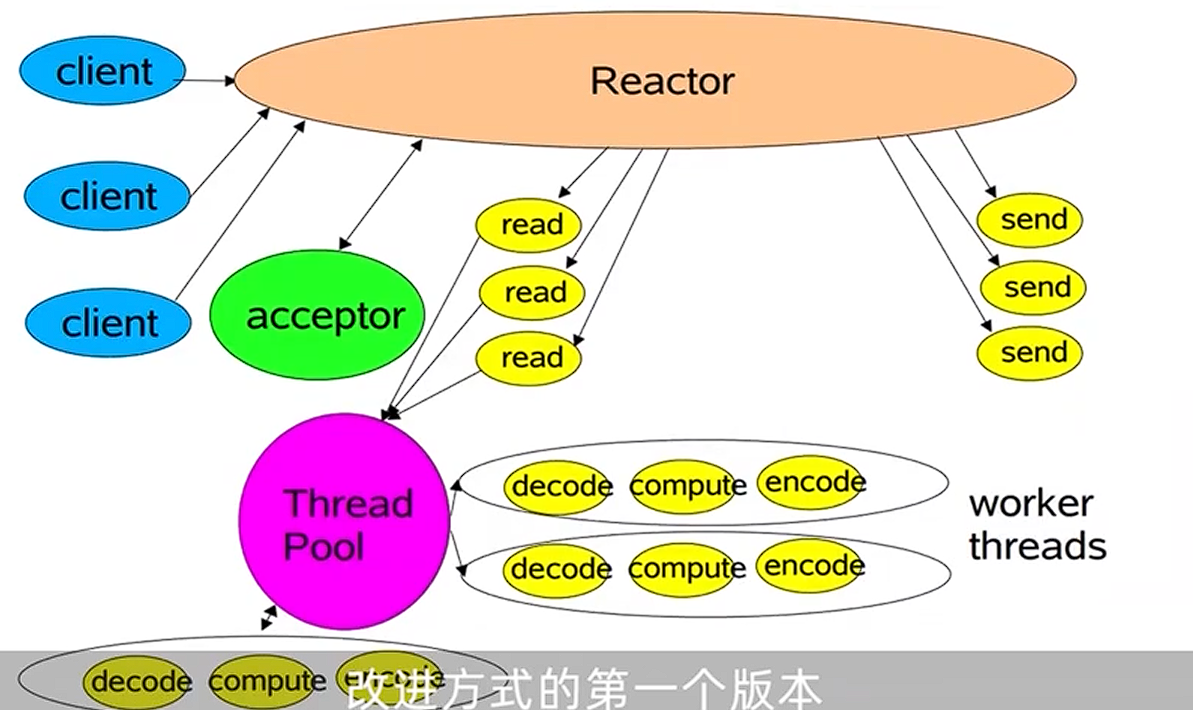 Reactor
client
client
client
acceptor
read
read
read
send
send
send
Thread
Pool
decode compute encode
decode compute encode
worker
threads
decode compute encode
改进方式的第一个版本